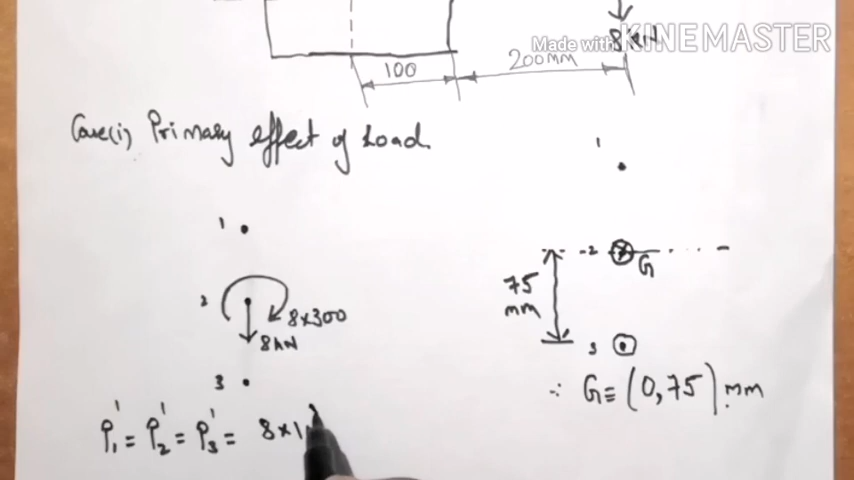 8 kN
Made with KINEMASTER
100
200MM
Case(i) Primary effect of Load.
1
1
2
G
75
mm
2
8×300
8kN
3
3
∵ G ≡ (0,75) mm
P₁' = P₂' = P₃' = 8×1